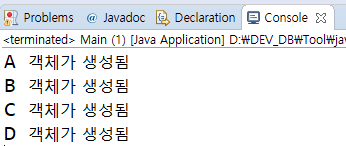 Problems @ Javadoc Declaration Console
<terminated> Main (1) [Java Application] D:₩DEV_DB₩Tool₩jav
A 객체가 생성됨
B 객체가 생성됨
C 객체가 생성됨
D 객체가 생성됨